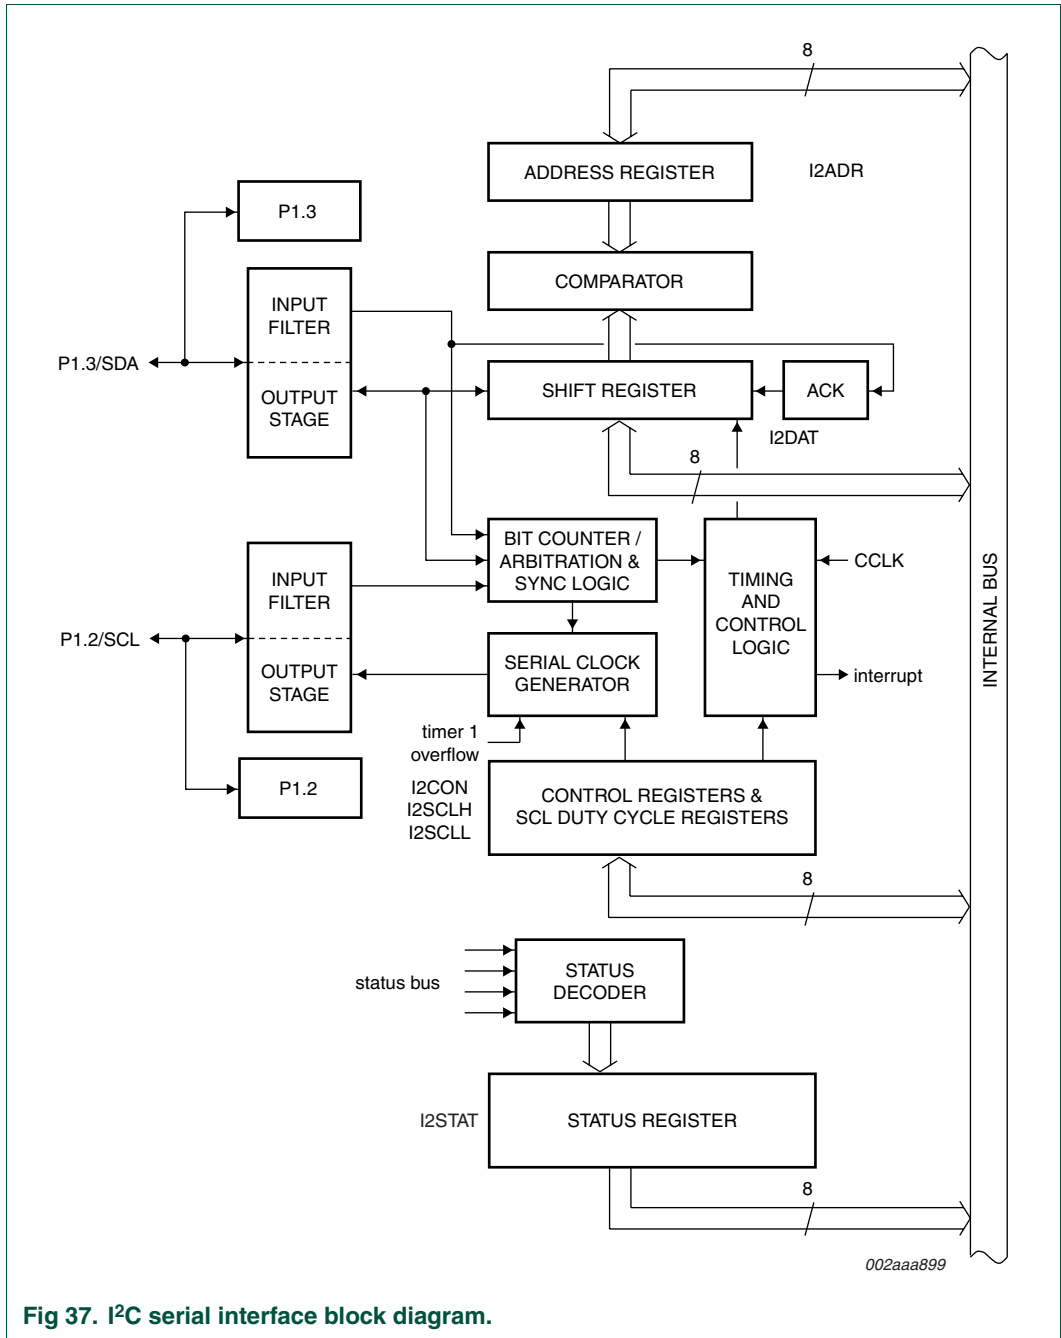 8
ADDRESS REGISTER
I2ADR
P1.3
COMPARATOR
INPUT
FILTER
P1.3/SDA
OUTPUT
STAGE
SHIFT REGISTER
ACK
I2DAT
8
BIT COUNTER /
ARBITRATION &
SYNC LOGIC
INPUT
FILTER
TIMING
AND
CONTROL
LOGIC
CCLK
INTERNAL BUS
P1.2/SCL
OUTPUT
STAGE
SERIAL CLOCK
GENERATOR
interrupt
timer 1
overflow
P1.2
I2CON
I2SCLH
I2SCLL
CONTROL REGISTERS &
SCL DUTY CYCLE REGISTERS
8
status bus
STATUS
DECODER
I2STAT
STATUS REGISTER
8
002aaa899
Fig 37. I²C serial interface block diagram.